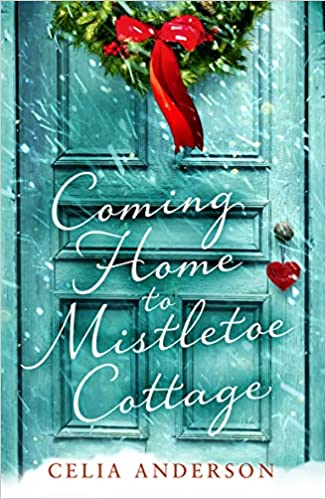 Coming
Home
to
Mistletoe
Cottage
CELIA ANDERSON